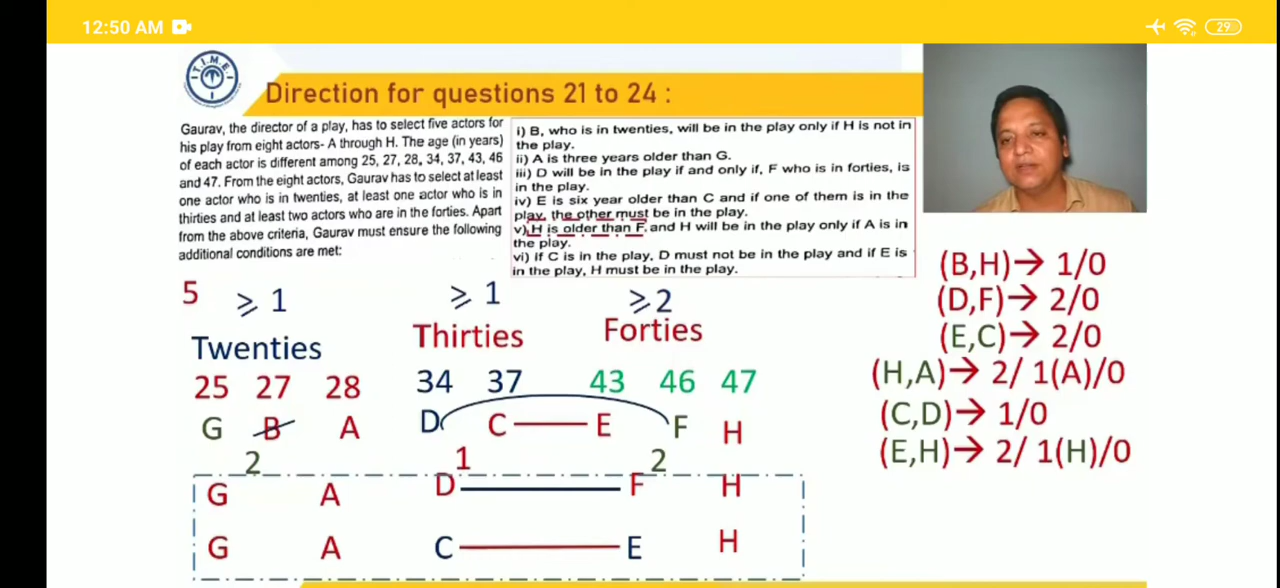 12:50 AM
29
T.I.M.E.
Direction for questions 21 to 24 :
Gaurav, the director of a play, has to select five actors for
his play from eight actors- A through H. The age (in years)
of each actor is different among 25, 27, 28, 34, 37, 43, 46
and 47. From the eight actors, Gaurav has to select at least
one actor who is in twenties, at least one actor who is in
thirties and at least two actors who are in the forties. Apart
from the above criteria, Gaurav must ensure the following
additional conditions are met:
i) B, who is in twenties, will be in the play only if H is not in
the play.
ii) A is three years older than G.
iii) D will be in the play if and only if, F who is in forties, is
in the play.
iv) E is six year older than C and if one of them is in the
play, the other must be in the play.
v) H is older than F, and H will be in the play only if A is in
the play.
vi) If C is in the play, D must not be in the play and if E is
in the play, H must be in the play.
(B,H)→ 1/0
(D,F)→ 2/0
(E,C)→ 2/0
(H,A)→ 2/ 1(A)/0
(C,D)→ 1/0
(E,H)→ 2/ 1(H)/0
5 ⩾ 1 ⩾ 1 ⩾2
Twenties Thirties Forties
25 27 28 34 37 43 46 47
G B A D C E F H
2 1 2
G A D F H
G A C E H